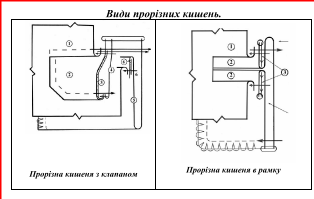 Види прорізних кишень.
Прорізна кишеня з клапаном
Прорізна кишеня в рамку